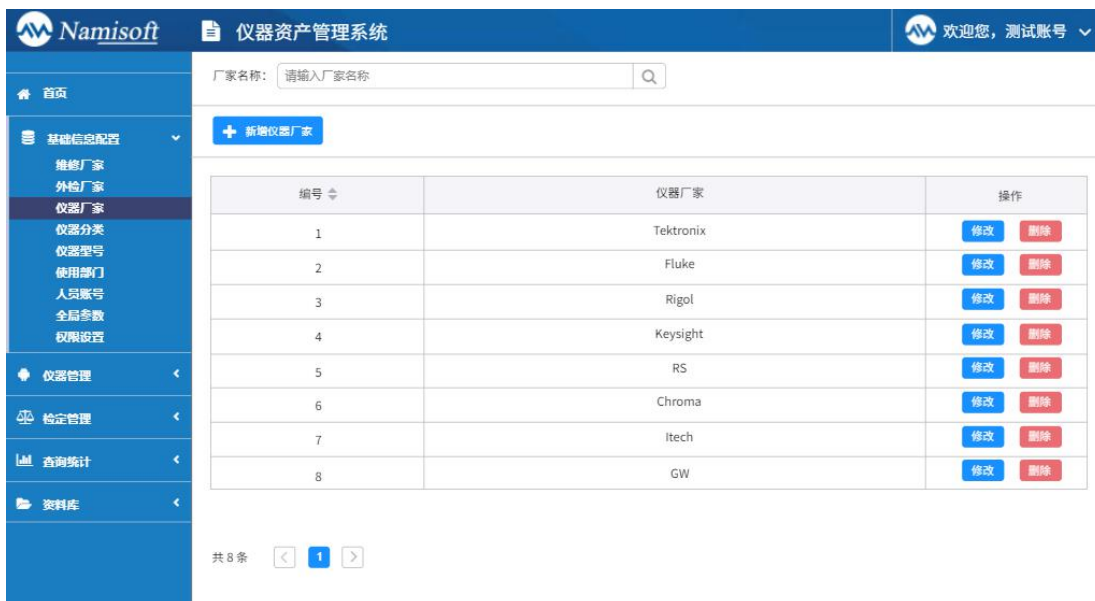 Namisoft
仪器资产管理系统
欢迎您，测试账号
首页
基础信息配置
维修厂家
外检厂家
仪器厂家
仪器分类
仪器型号
使用部门
人员账号
全局参数
权限设置
仪器管理
检定管理
查询统计
资料库
厂家名称： 请输入厂家名称
新增仪器厂家
编号 仪器厂家 操作
1 Tektronix 修改 删除
2 Fluke 修改 删除
3 Rigol 修改 删除
4 Keysight 修改 删除
5 RS 修改 删除
6 Chroma 修改 删除
7 Itech 修改 删除
8 GW 修改 删除
共 8 条 < 1 >